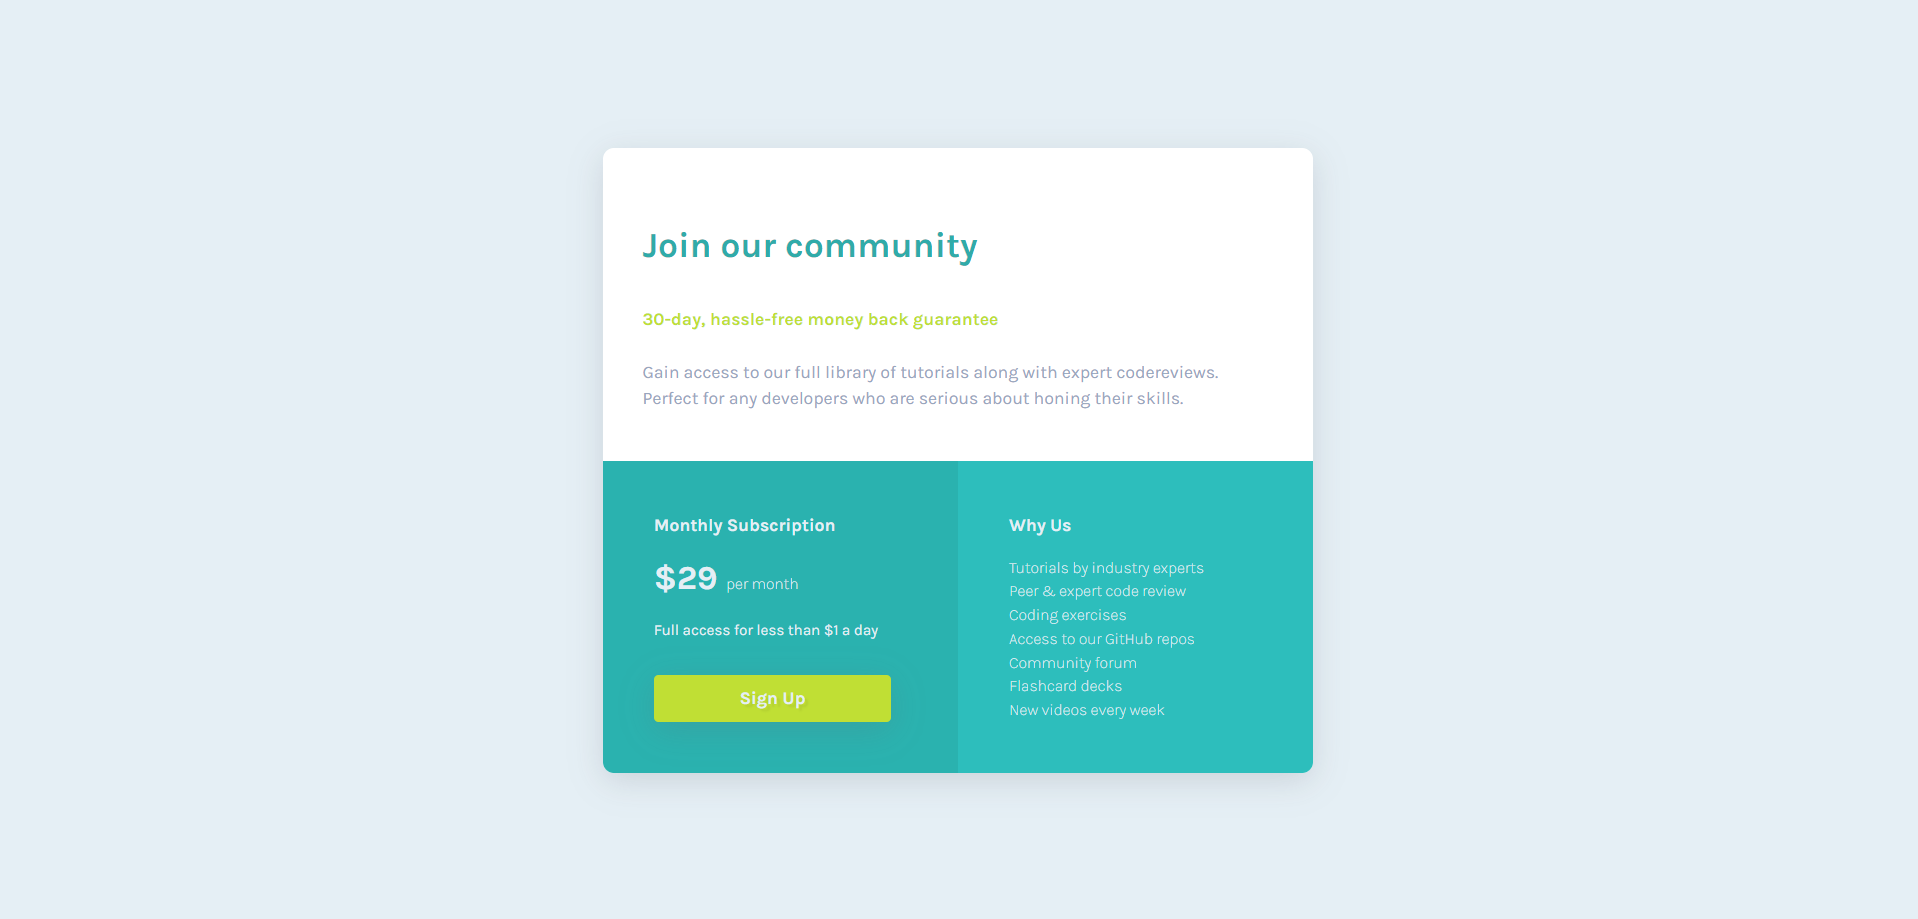 Join our community
30-day, hassle-free money back guarantee
Gain access to our full library of tutorials along with expert codereviews.
Perfect for any developers who are serious about honing their skills.
Monthly Subscription
$29 per month
Full access for less than $1 a day
Sign Up
Why Us
Tutorials by industry experts
Peer & expert code review
Coding exercises
Access to our GitHub repos
Community forum
Flashcard decks
New videos every week